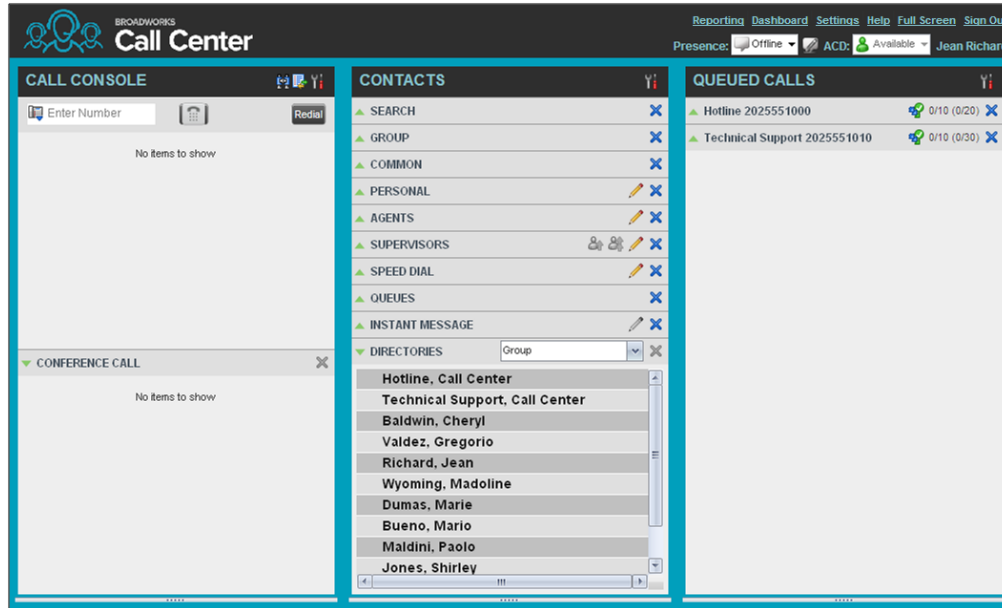 BROADWORKS
Call Center
Reporting Dashboard Settings Help Full Screen Sign Ou
Presence: Offline ACD: Available Jean Richar
CALL CONSOLE
Enter Number Redial
No items to show
CONFERENCE CALL
No items to show
CONTACTS
SEARCH
GROUP
COMMON
PERSONAL
AGENTS
SUPERVISORS
SPEED DIAL
QUEUES
INSTANT MESSAGE
DIRECTORIES Group
Hotline, Call Center
Technical Support, Call Center
Baldwin, Cheryl
Valdez, Gregorio
Richard, Jean
Wyoming, Madoline
Dumas, Marie
Bueno, Mario
Maldini, Paolo
Jones, Shirley
QUEUED CALLS
Hotline 2025551000 0/10 (0/20)
Technical Support 2025551010 0/10 (0/30)